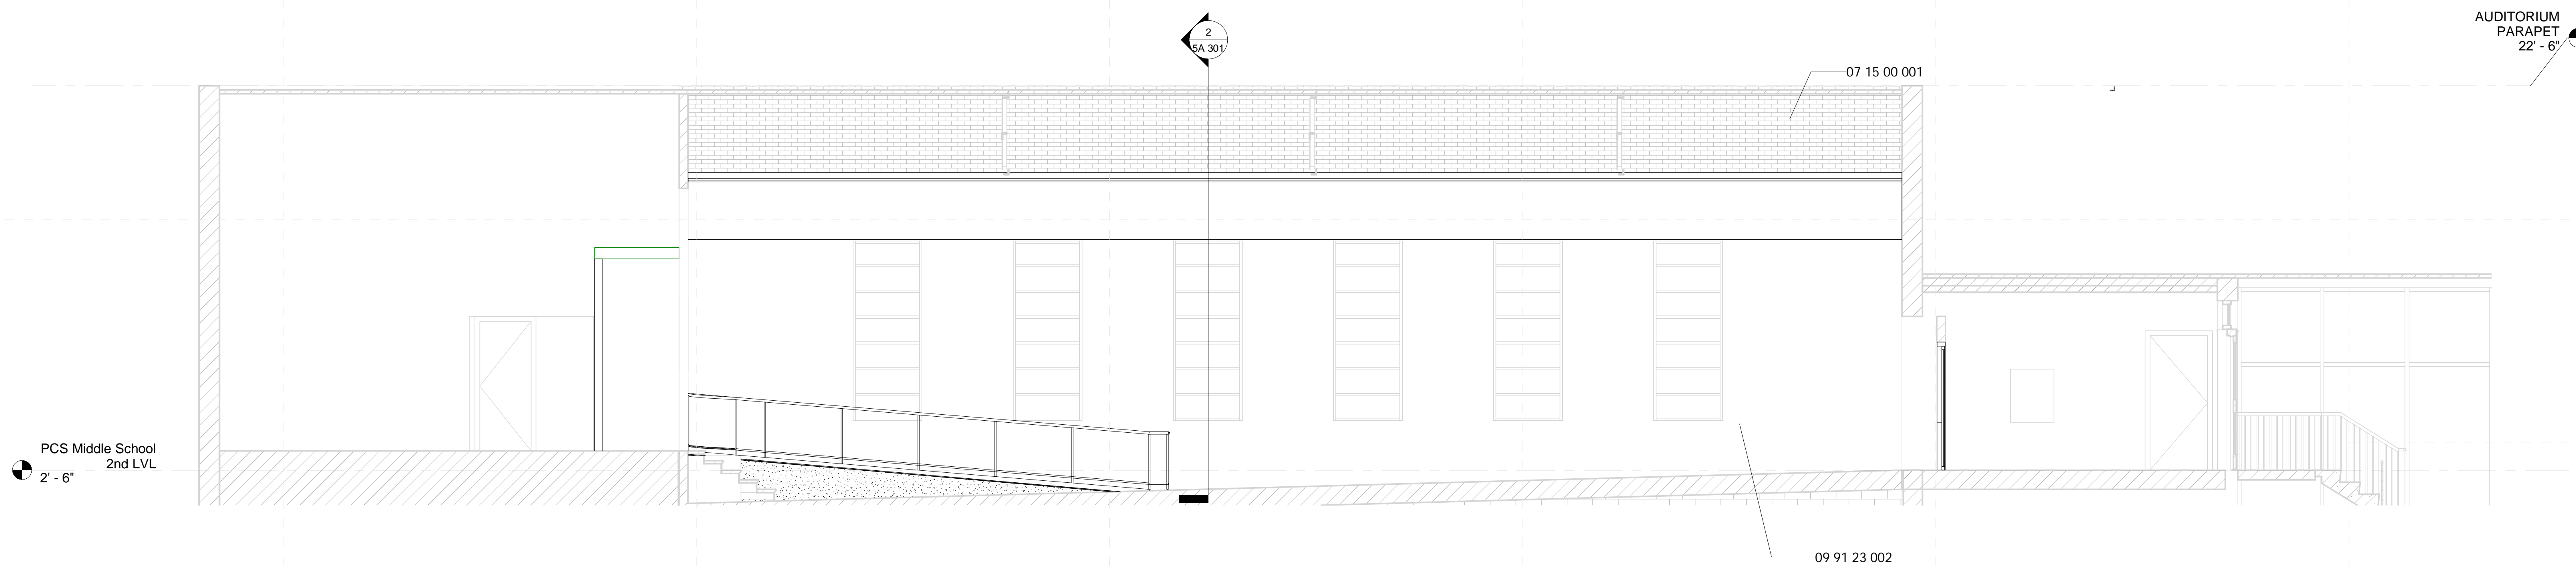 2
5A 301
AUDITORIUM
PARAPET
22' - 6"
07 15 00 001
PCS Middle School
2nd LVL
2' - 6"
09 91 23 002